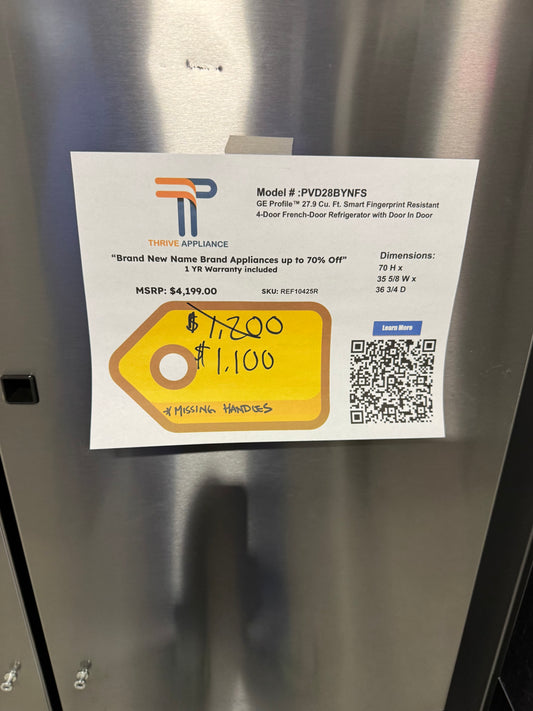 Model # :PVD28BYNFS
GE Profile™ 27.9 Cu. Ft. Smart Fingerprint Resistant
4-Door French-Door Refrigerator with Door In Door
THRIVE APPLIANCE
“Brand New Name Brand Appliances up to 70% Off”
1 YR Warranty included
Dimensions:
70 H x
35 5/8 W x
36 3/4 D
MSRP: $4,199.00
SKU: REF10425R
$1,200
$1,100
*MISSING HANDLES
Learn More